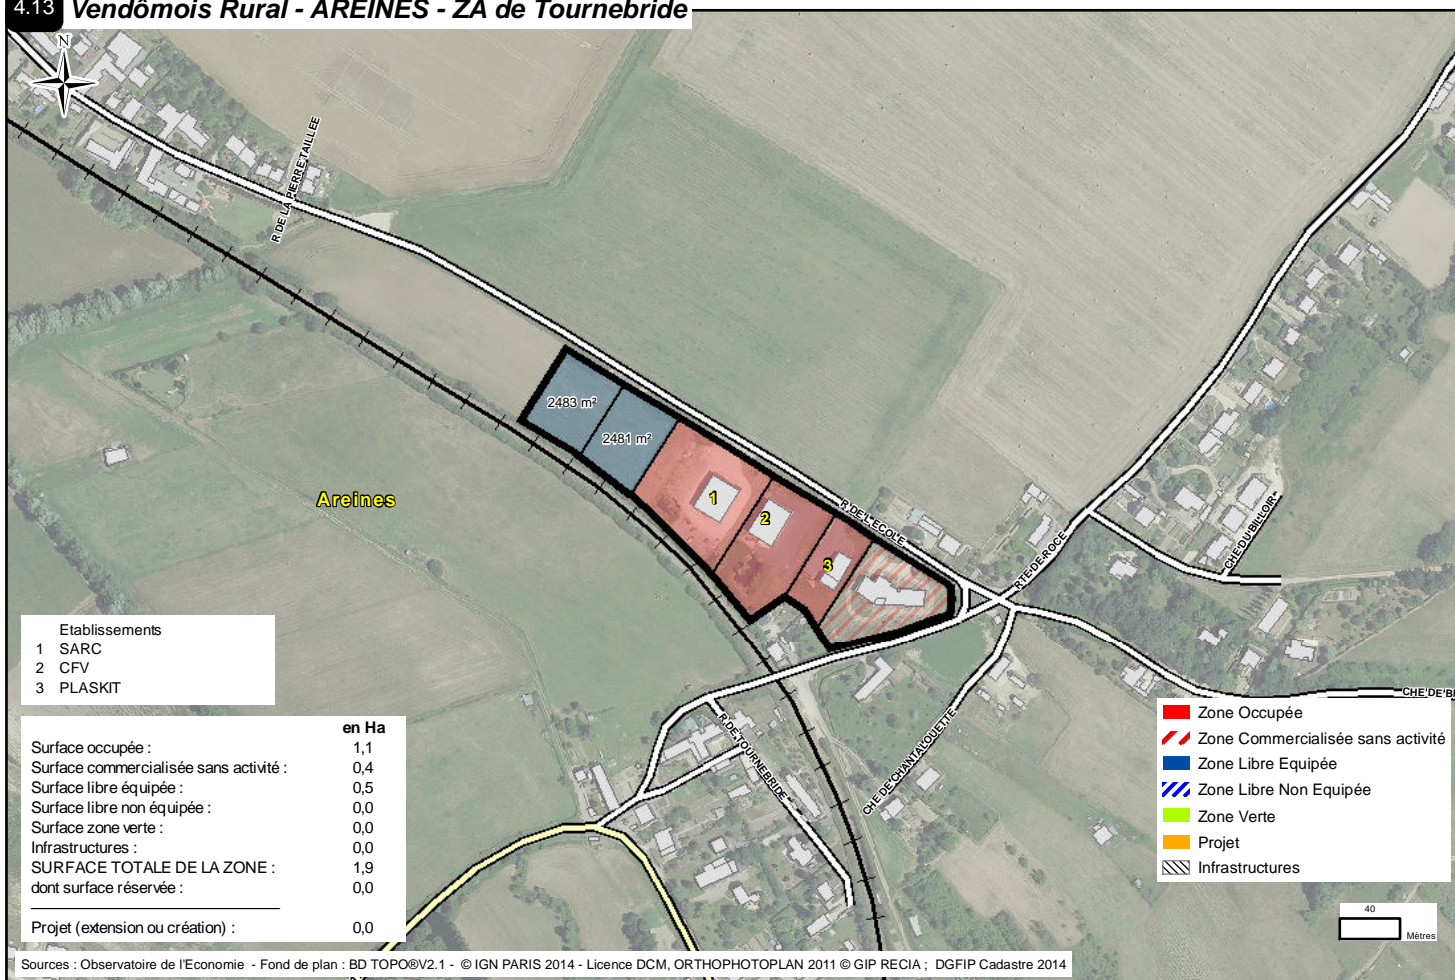 4.13 Vendômois Rural - AREINES - ZA de Tournebride
N
R DE LA PIERRE TAILLEE
2483 m²
2481 m²
Areines
1
2
3
R DE L'ECOLE
RTE DE ROCE
CHE DU BILLOIR
CHE DE CHANTALOUETTE
R DE TOURNEBRIDE
Etablissements
1 SARC
2 CFV
3 PLASKIT
en Ha
Surface occupée : 1,1
Surface commercialisée sans activité : 0,4
Surface libre équipée : 0,5
Surface libre non équipée : 0,0
Surface zone verte : 0,0
Infrastructures : 0,0
SURFACE TOTALE DE LA ZONE : 1,9
dont surface réservée : 0,0
Projet (extension ou création) : 0,0
Zone Occupée
Zone Commercialisée sans activité
Zone Libre Equipée
Zone Libre Non Equipée
Zone Verte
Projet
Infrastructures
40
Mètres
Sources : Observatoire de l'Economie - Fond de plan : BD TOPO®V2.1 - © IGN PARIS 2014 - Licence DCM, ORTHOPHOTOPLAN 2011 © GIP RECIA ; DGFIP Cadastre 2014